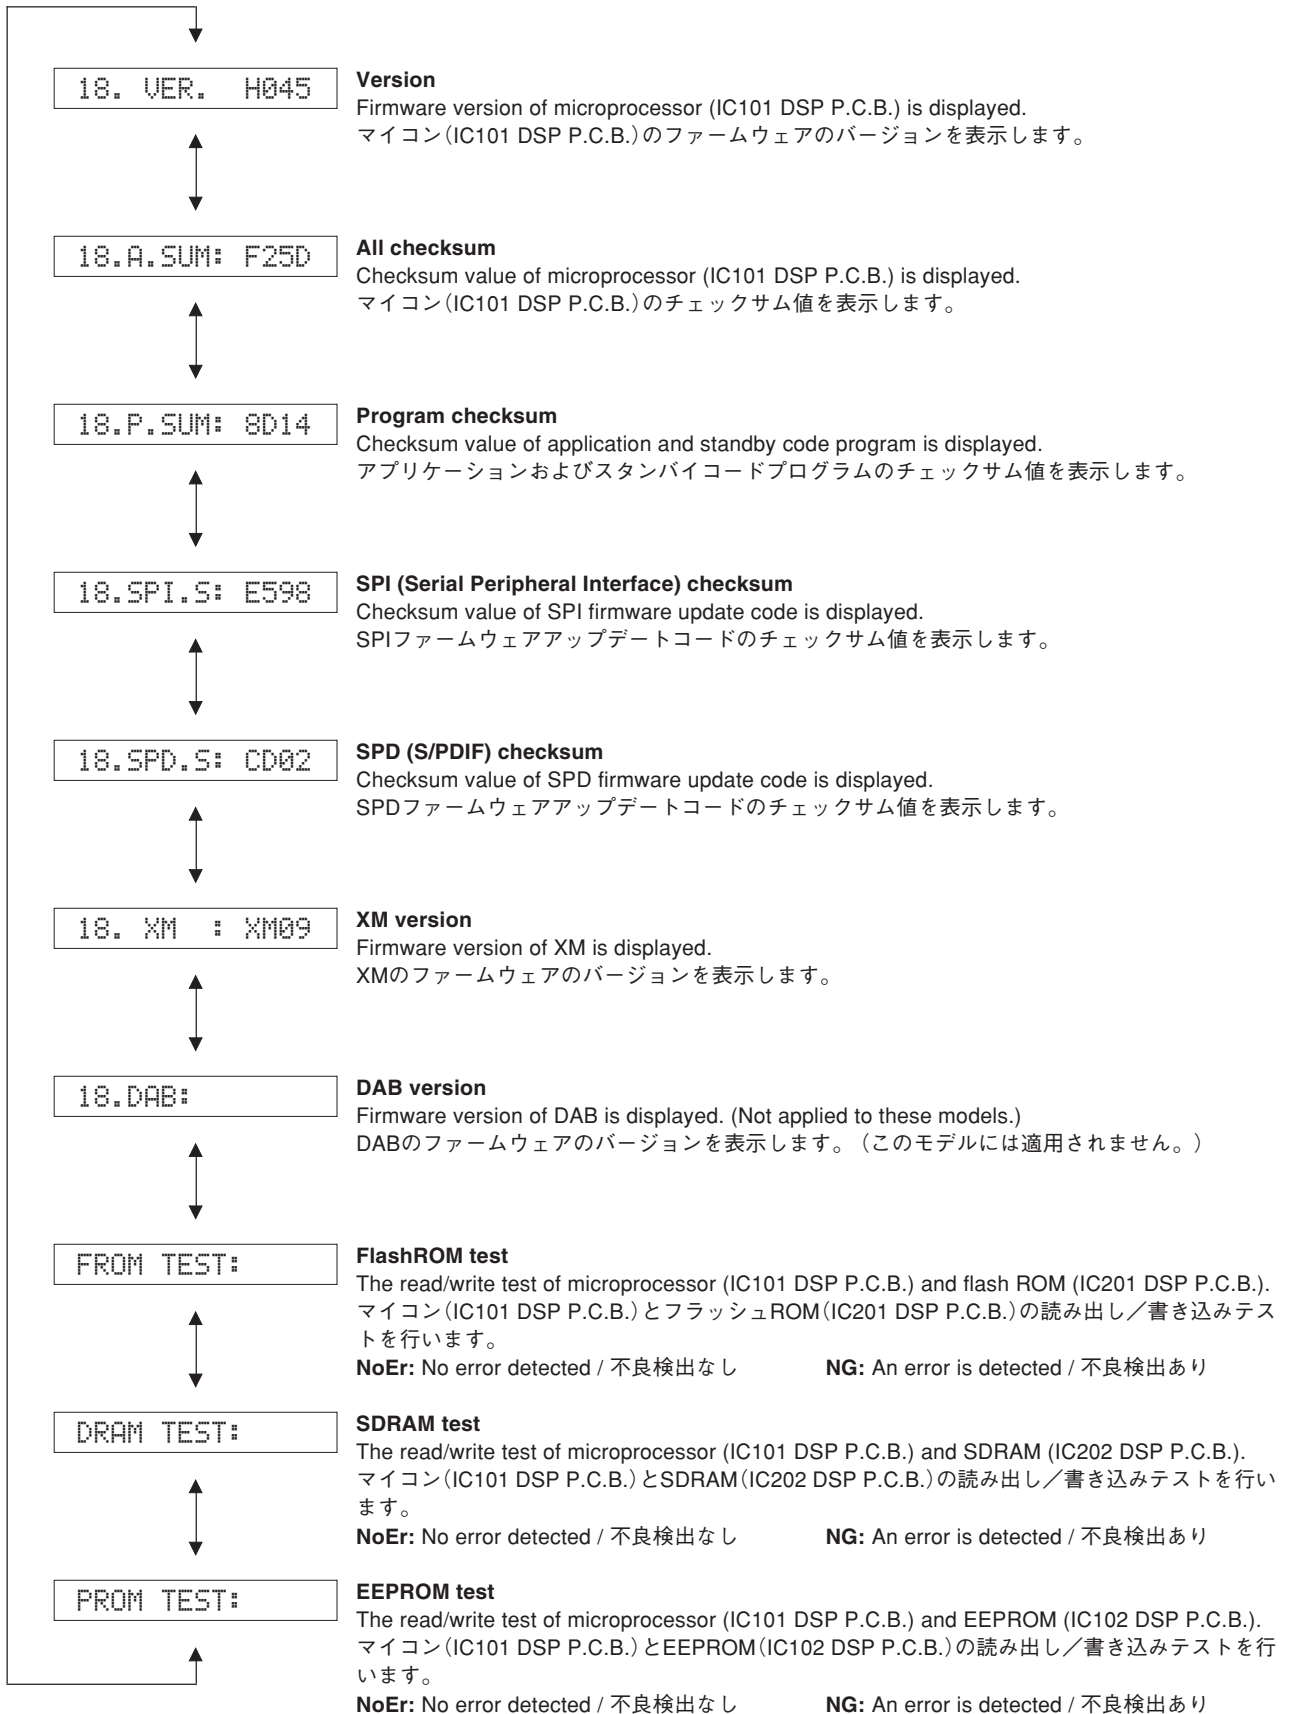 18. VER. H045
Version
Firmware version of microprocessor (IC101 DSP P.C.B.) is displayed.
マイコン（IC101 DSP P.C.B.）のファームウェアのバージョンを表示します。
18.A.SUM: F25D
All checksum
Checksum value of microprocessor (IC101 DSP P.C.B.) is displayed.
マイコン（IC101 DSP P.C.B.）のチェックサム値を表示します。
18.P.SUM: 8D14
Program checksum
Checksum value of application and standby code program is displayed.
アプリケーションおよびスタンバイコードプログラムのチェックサム値を表示します。
18.SPI.S: E598
SPI (Serial Peripheral Interface) checksum
Checksum value of SPI firmware update code is displayed.
SPIファームウェアアップデートコードのチェックサム値を表示します。
18.SPD.S: CD02
SPD (S/PDIF) checksum
Checksum value of SPD firmware update code is displayed.
SPDファームウェアアップデートコードのチェックサム値を表示します。
18. XM : XM09
XM version
Firmware version of XM is displayed.
XMのファームウェアのバージョンを表示します。
18.DAB:
DAB version
Firmware version of DAB is displayed. (Not applied to these models.)
DABのファームウェアのバージョンを表示します。（このモデルには適用されません。）
FROM TEST:
FlashROM test
The read/write test of microprocessor (IC101 DSP P.C.B.) and flash ROM (IC201 DSP P.C.B.).
マイコン（IC101 DSP P.C.B.）とフラッシュROM（IC201 DSP P.C.B.）の読み出し／書き込みテス
トを行います。
NoEr: No error detected / 不良検出なし NG: An error is detected / 不良検出あり
DRAM TEST:
SDRAM test
The read/write test of microprocessor (IC101 DSP P.C.B.) and SDRAM (IC202 DSP P.C.B.).
マイコン（IC101 DSP P.C.B.）とSDRAM（IC202 DSP P.C.B.）の読み出し／書き込みテストを行い
ます。
NoEr: No error detected / 不良検出なし NG: An error is detected / 不良検出あり
PROM TEST:
EEPROM test
The read/write test of microprocessor (IC101 DSP P.C.B.) and EEPROM (IC102 DSP P.C.B.).
マイコン（IC101 DSP P.C.B.）とEEPROM（IC102 DSP P.C.B.）の読み出し／書き込みテストを行
います。
NoEr: No error detected / 不良検出なし NG: An error is detected / 不良検出あり